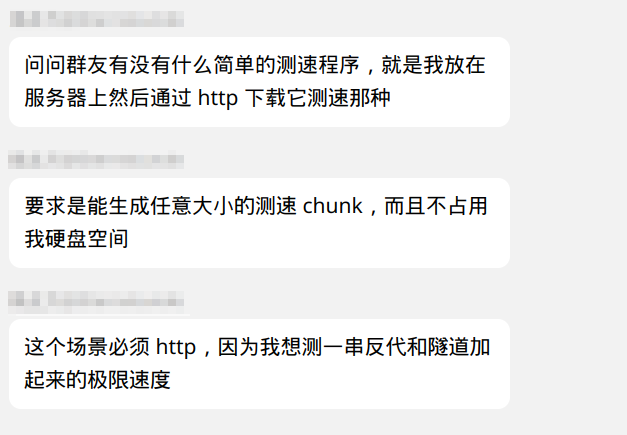 问问群友有没有什么简单的测速程序，就是我放在
服务器上然后通过 http 下载它测速那种
要求是能生成任意大小的测速 chunk，而且不占用
我硬盘空间
这个场景必须 http，因为我想测一串反代和隧道加
起来的极限速度